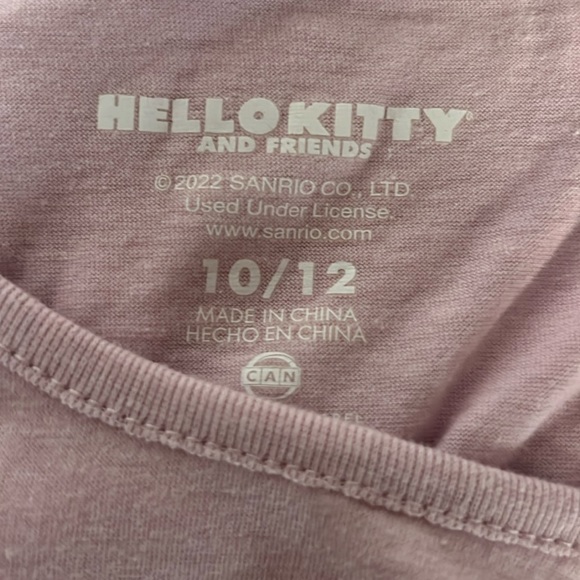 HELLO KITTY
AND FRIENDS
© 2022 SANRIO CO., LTD.
Used Under License.
www.sanrio.com
10/12
MADE IN CHINA
HECHO EN CHINA
CAN